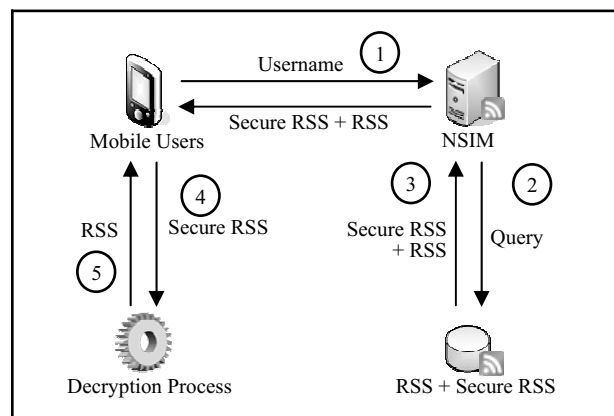 Username
1
Secure RSS + RSS
Mobile Users
NSIM
4
3
2
RSS
Secure RSS
Secure RSS
+ RSS
Query
5
Decryption Process
RSS + Secure RSS